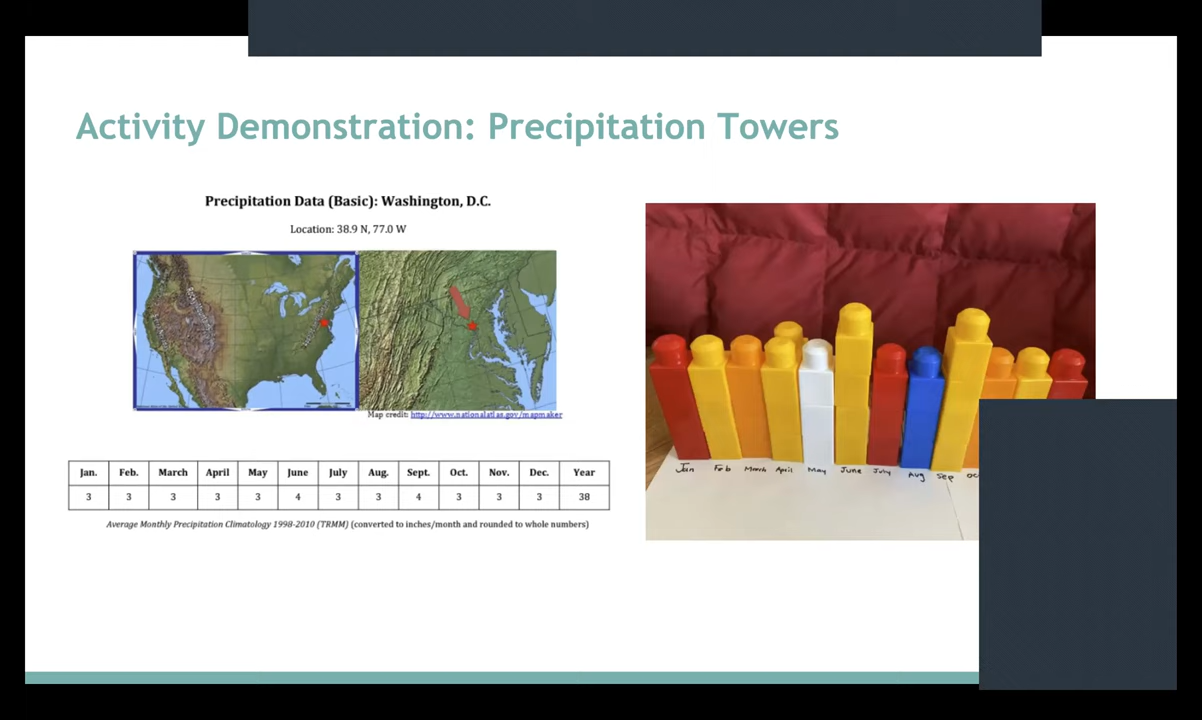 Activity Demonstration: Precipitation Towers
Precipitation Data (Basic): Washington, D.C.
Location: 38.9 N, 77.0 W
Map credit: http://www.nationalatlas.gov/mapmaker
Jan. Feb. March April May June July Aug. Sept. Oct. Nov. Dec. Year
3 3 3 3 3 4 3 3 4 3 3 3 38
Average Monthly Precipitation Climatology 1998-2010 (TRMM) (converted to inches/month and rounded to whole numbers)
Jan Feb March April May June July Aug Sep